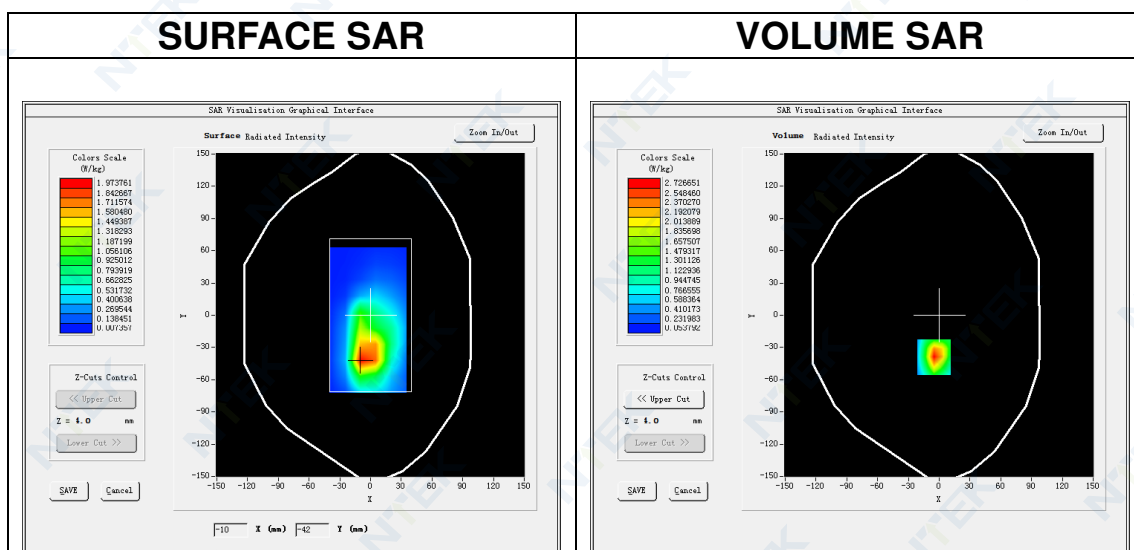 SURFACE SAR
VOLUME SAR
SAR Visualisation Graphical Interface
Surface Radiated Intensity
Zoom In/Out
Colors Scale
(W/kg)
1.973761
1.842667
1.711574
1.580480
1.449387
1.318293
1.187199
1.056106
0.925012
0.793919
0.662825
0.531732
0.400638
0.269544
0.138451
0.007357
Z-Cuts Control
<< Upper Cut
Z = 4.0 mm
Lower Cut >>
SAVE
Cancel
150
120
90
60
30
0
-30
-60
-90
-120
-150
Y
-150 -120 -90 -60 -30 0 30 60 90 120 150
X
-10 X (mm) -42 Y (mm)
SAR Visualisation Graphical Interface
Volume Radiated Intensity
Zoom In/Out
Colors Scale
(W/kg)
2.726651
2.548460
2.370270
2.192079
2.013889
1.835698
1.657507
1.479317
1.301126
1.122936
0.944745
0.766555
0.588364
0.410173
0.231983
0.053792
Z-Cuts Control
<< Upper Cut
Z = 4.0 mm
Lower Cut >>
SAVE
Cancel
150
120
90
60
30
0
-30
-60
-90
-120
-150
Y
-150 -120 -90 -60 -30 0 30 60 90 120 150
X
NTEK